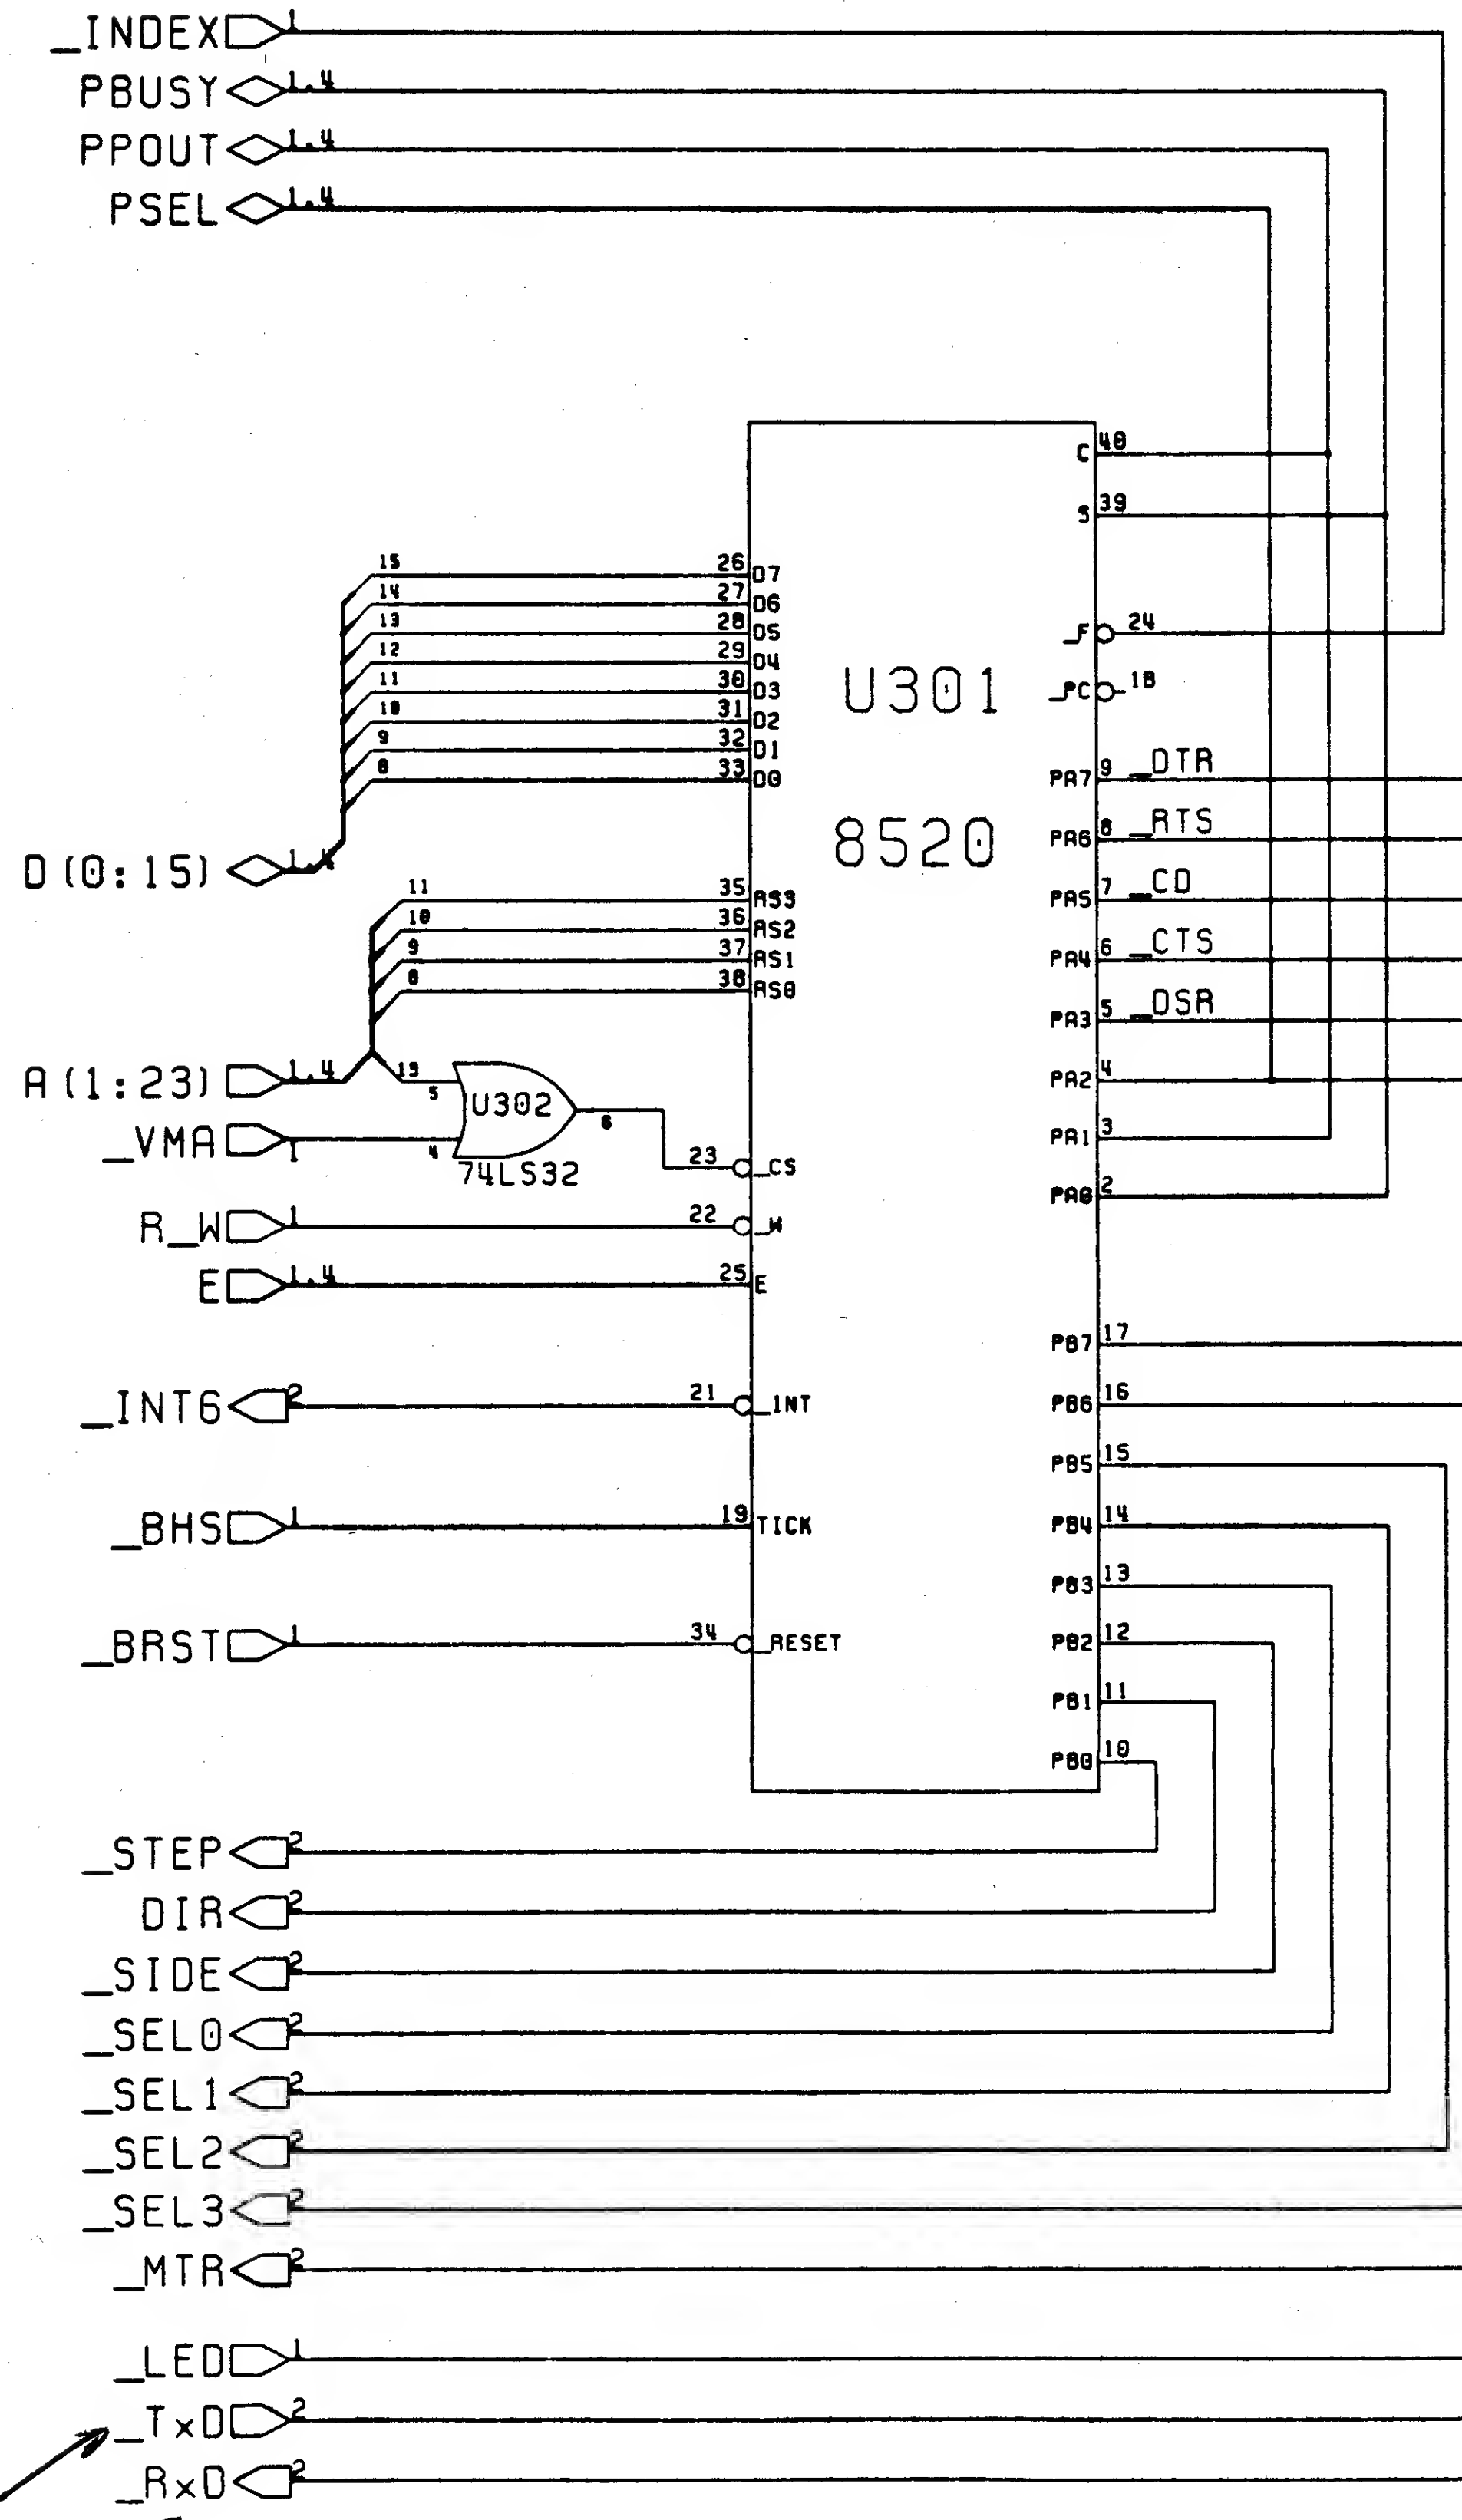 _INDEX 1
PBUSY 1.4
PPOUT 1.4
PSEL 1.4
C 40
S 39
15 26 D7
14 27 D6
13 28 D5
_F 24
12 29 D4
11 30 D3
U301
_PC 18
10 31 D2
9 32 D1
8 33 D0
PA7 9 _DTR
8520
PA6 8 _RTS
D(0:15) 1.4
11 35 RS3
PA5 7 _CD
10 36 RS2
9 37 RS1
PA4 6 _CTS
8 38 RS0
PA3 5 _DSR
A(1:23) 1.4 13 5
PA2 4
U302 6
_VMA 1 4
PA1 3
74LS32
23 _CS
PA0 2
R_W 1 22 _W
E 1.4 25 E
PB7 17
_INT6 2 21 _INT
PB6 16
PB5 15
_BHS 1 19 TICK
PB4 14
PB3 13
_BRST 1 34 _RESET
PB2 12
PB1 11
PB0 10
_STEP 2
DIR 2
_SIDE 2
_SEL0 2
_SEL1 2
_SEL2 2
_SEL3 2
_MTR 2
_LED 1
_TxD 2
_RxD 2